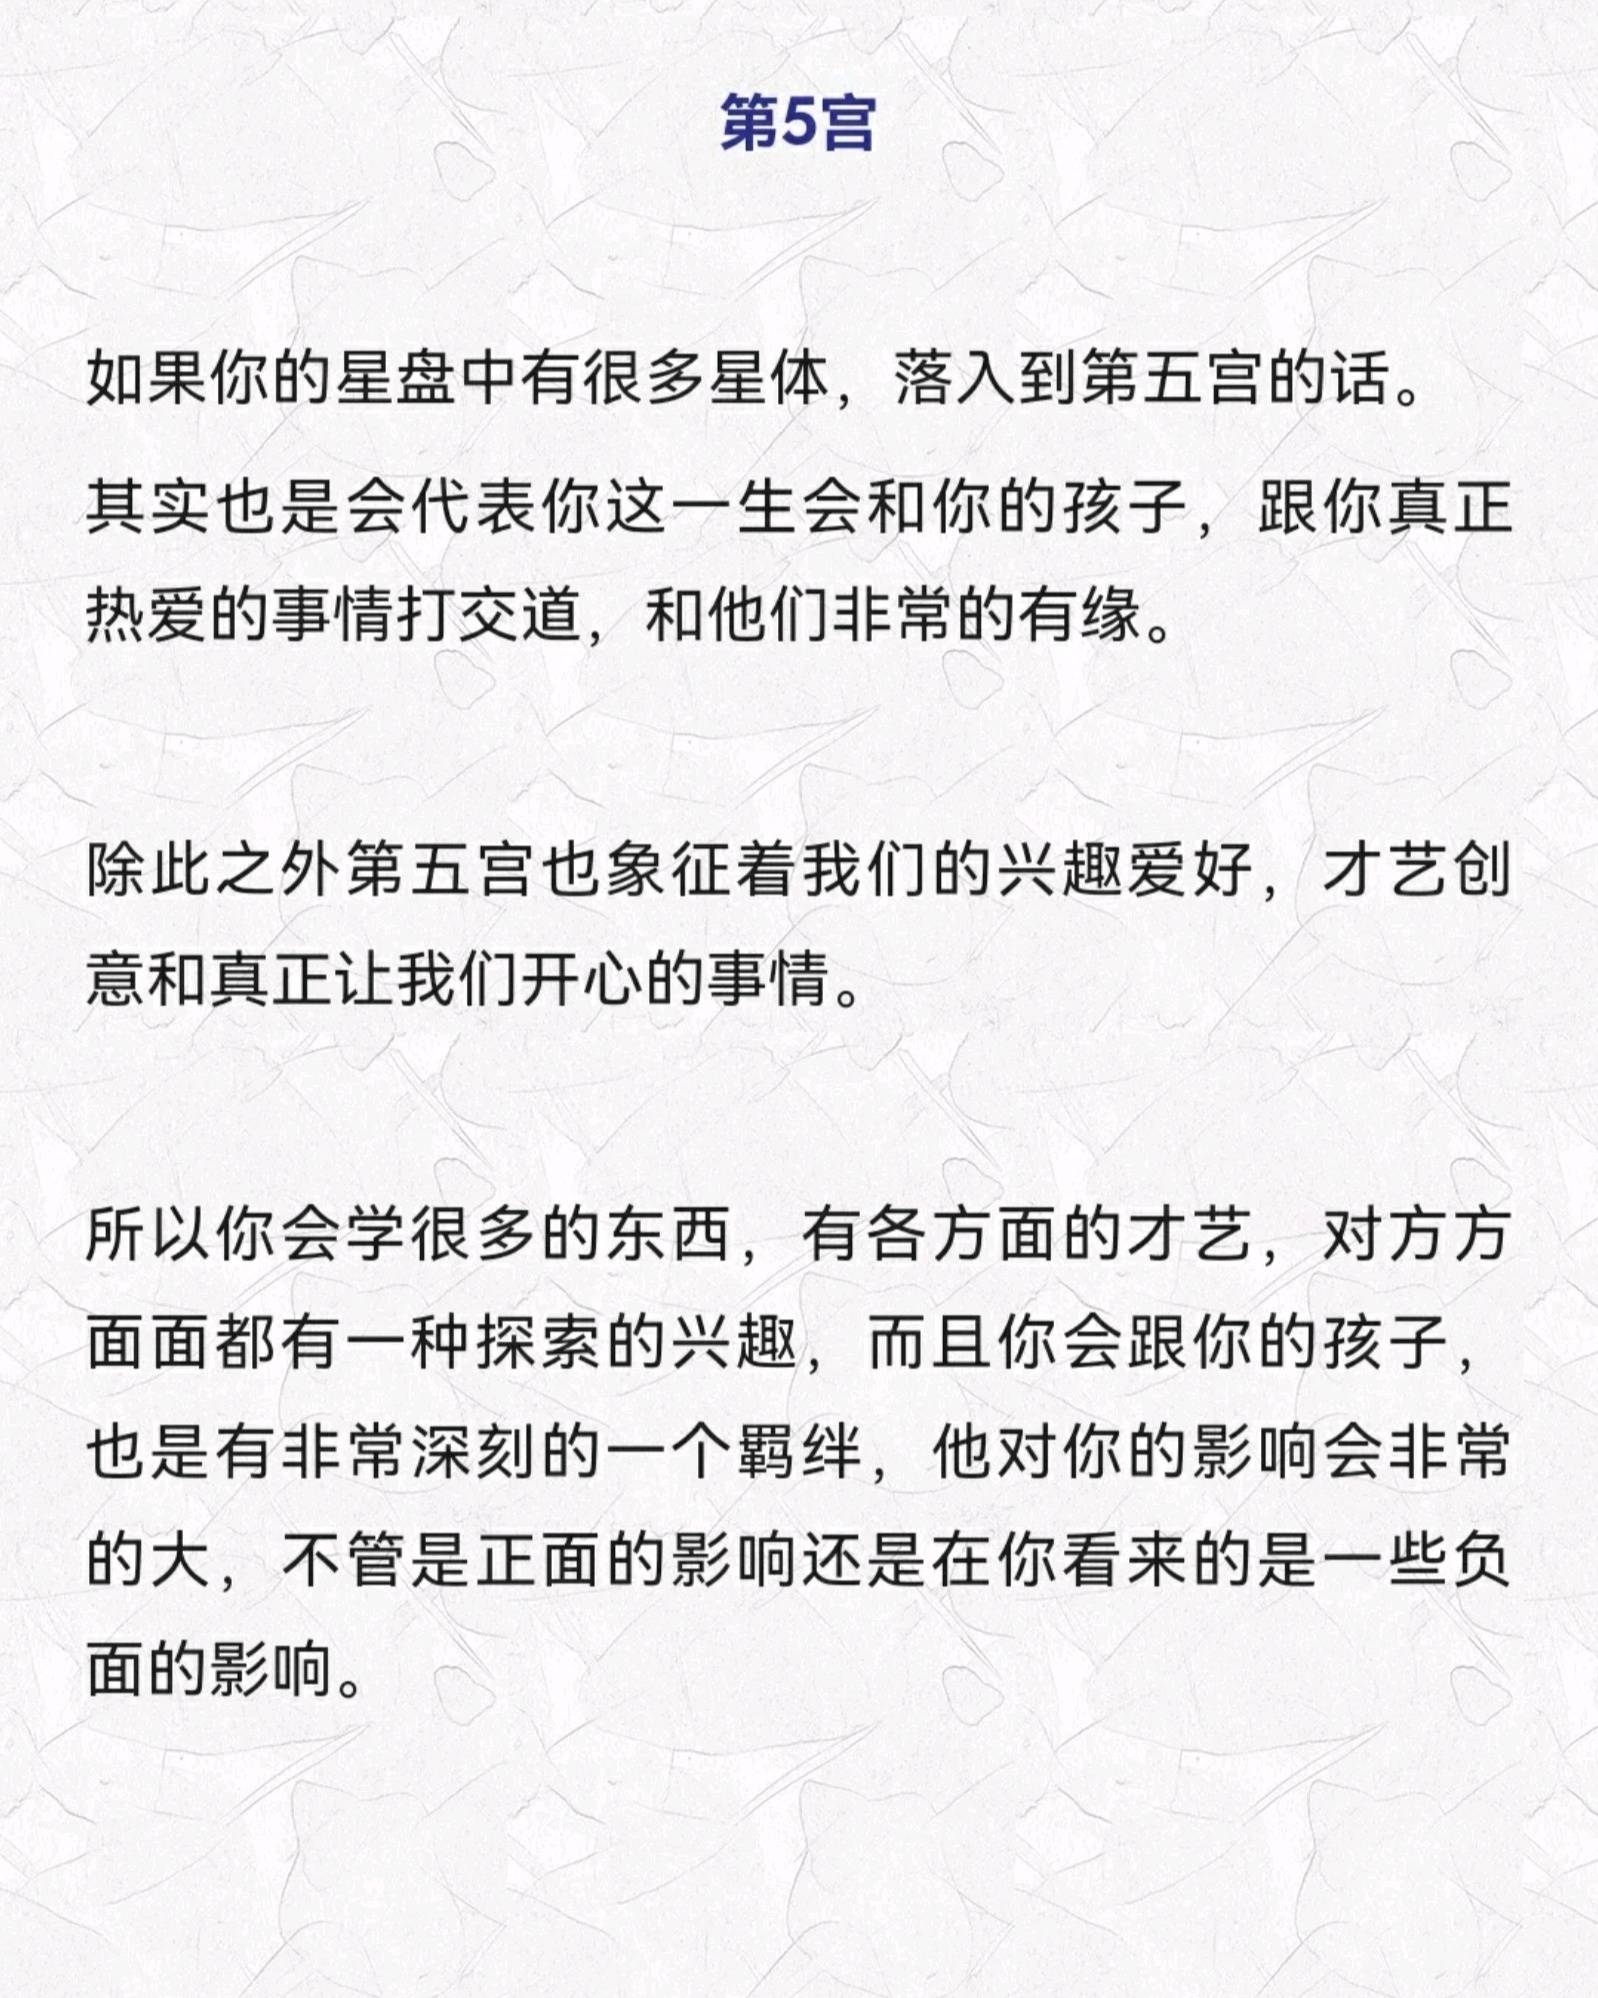 第5宫
如果你的星盘中有很多星体，落入到第五宫的话。
其实也是会代表你这一生会和你的孩子，跟你真正
热爱的事情打交道，和他们非常的有缘。
除此之外第五宫也象征着我们的兴趣爱好，才艺创
意和真正让我们开心的事情。
所以你会学很多的东西，有各方面的才艺，对方方
面面都有一种探索的兴趣，而且你会跟你的孩子，
也是有非常深刻的一个羁绊，他对你的影响会非常
的大，不管是正面的影响还是在你看来的是一些负
面的影响。